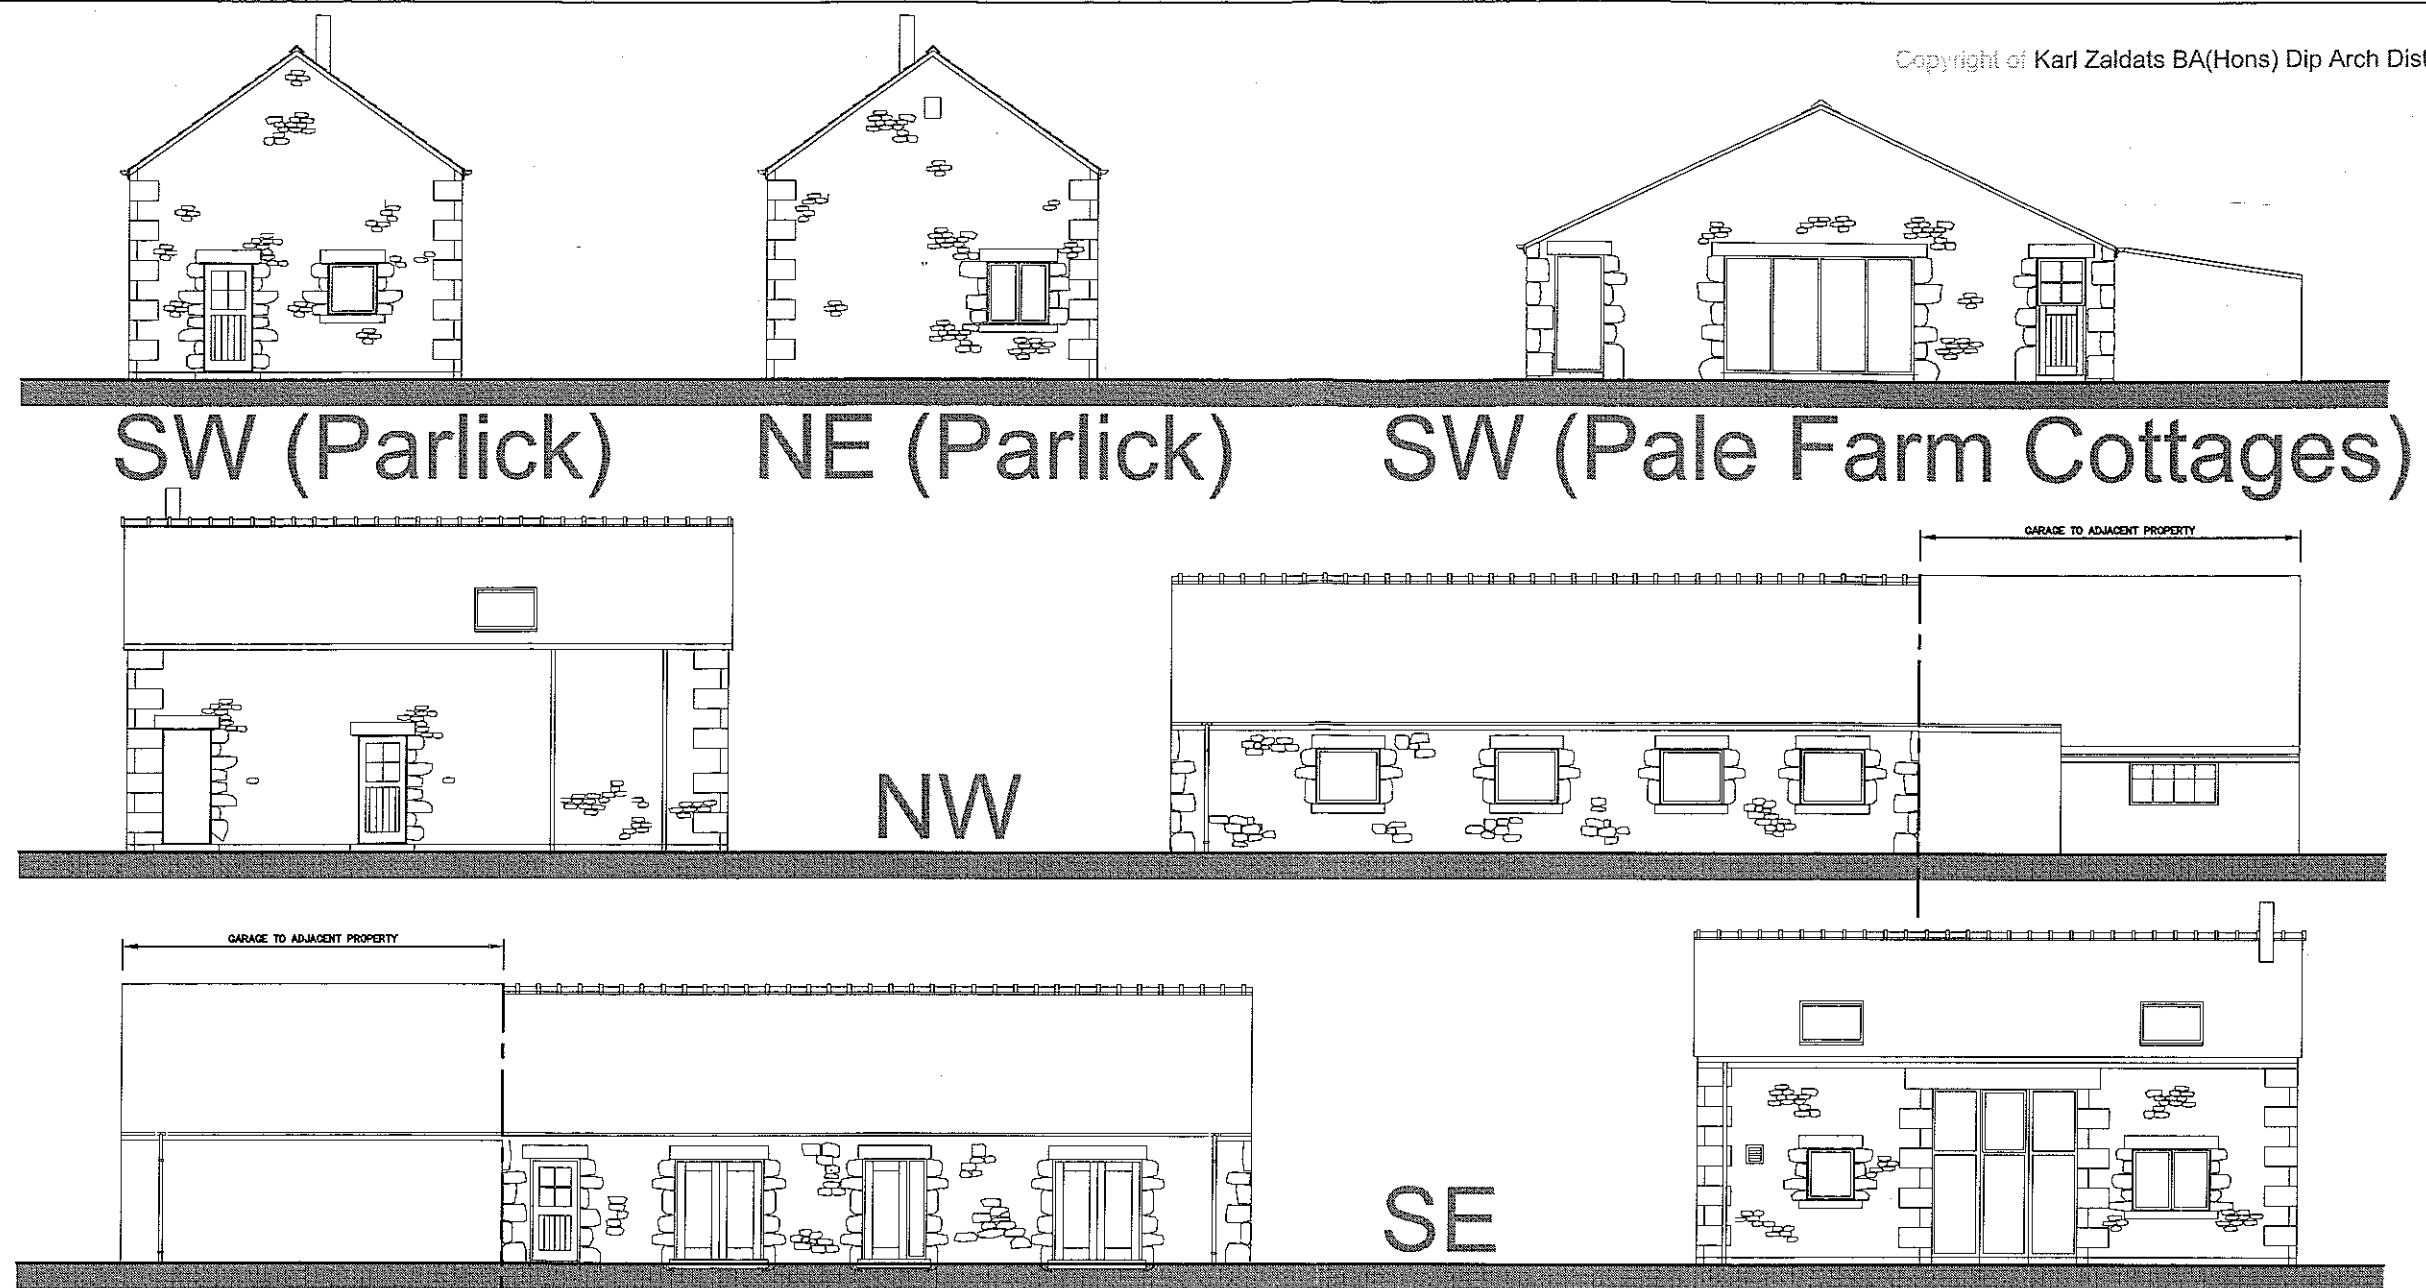 Copyright of Karl Zaldats BA(Hons) Dip Arch Dist
SW (Parlick)
NE (Parlick)
SW (Pale Farm Cottages)
GARAGE TO ADJACENT PROPERTY
NW
GARAGE TO ADJACENT PROPERTY
SE